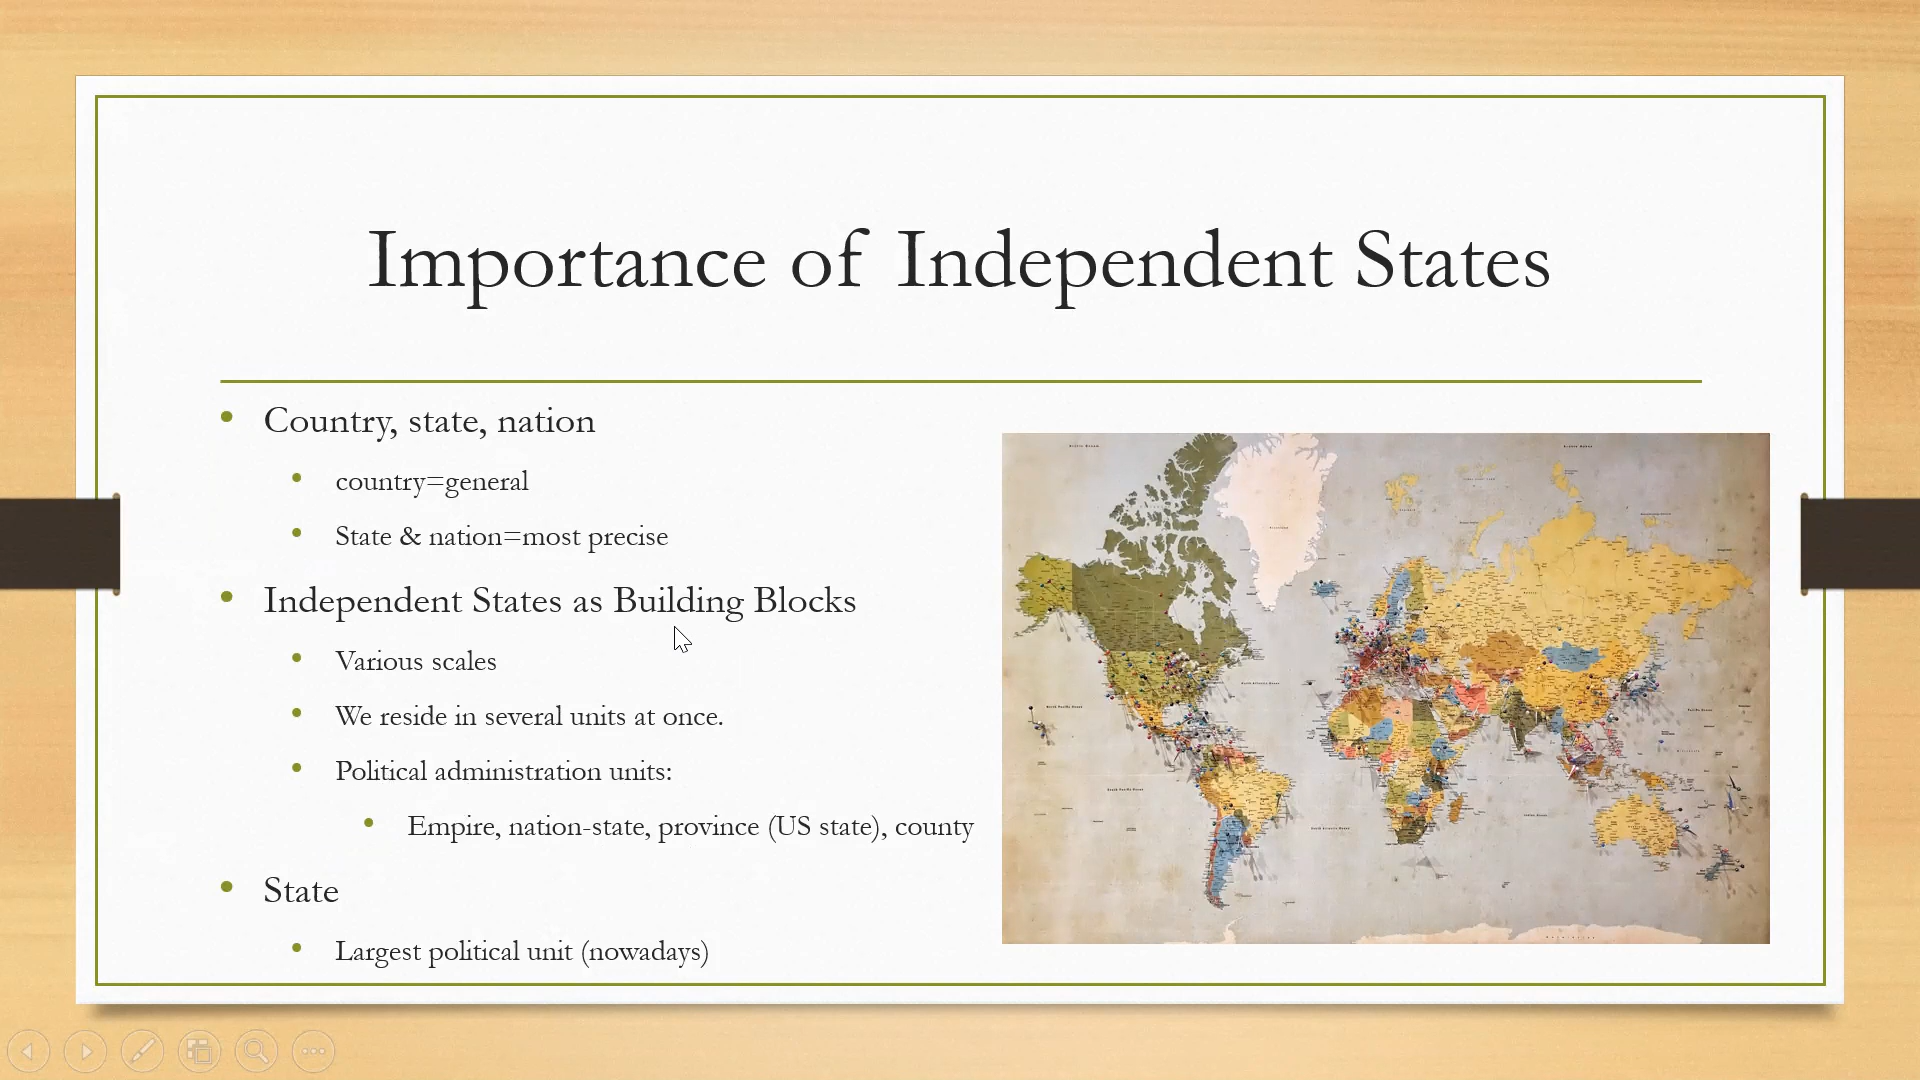 Importance of Independent States
Country, state, nation
country=general
State & nation=most precise
Independent States as Building Blocks
Various scales
We reside in several units at once.
Political administration units:
Empire, nation-state, province (US state), county
State
Largest political unit (nowadays)